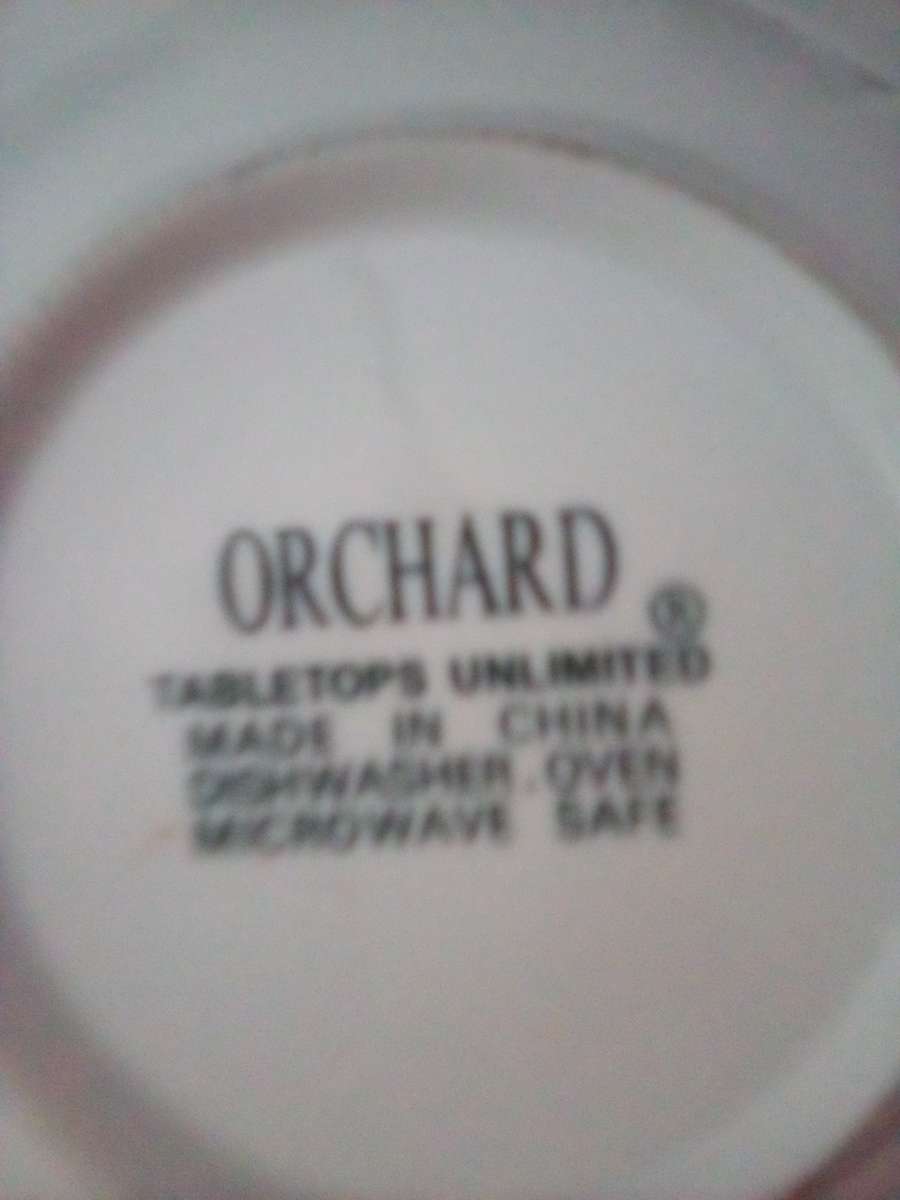 ORCHARD
®
TABLETOPS UNLIMITED
MADE IN CHINA
DISHWASHER . OVEN
MICROWAVE SAFE